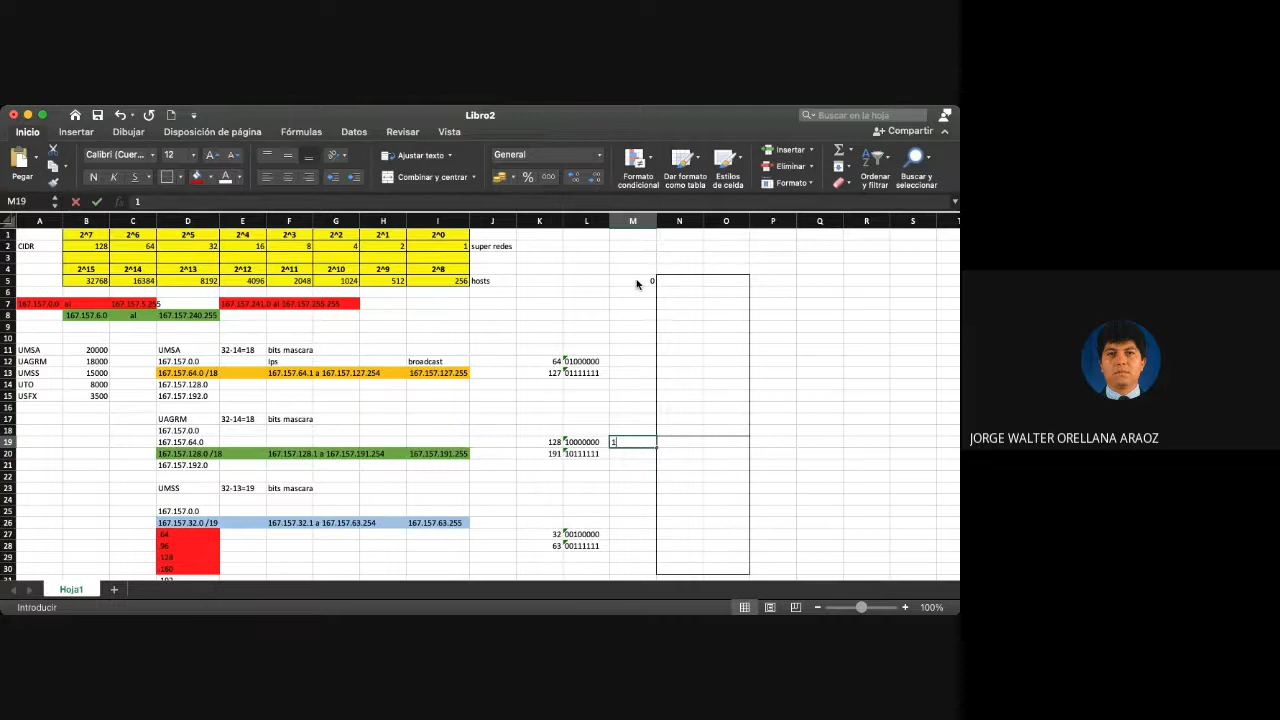 Libro2
Buscar en la hoja
Inicio Insertar Dibujar Disposición de página Fórmulas Datos Revisar Vista
Compartir
Pegar
Calibri (Cuer... 12 A A
N K S A
Ajustar texto
Combinar y centrar
General
% 000
Formato condicional
Dar formato como tabla
Estilos de celda
Insertar
Eliminar
Formato
Ordenar y filtrar
Buscar y seleccionar
M19 fx 1
A B C D E F G H I J K L M N O P Q R S
1 2^7 2^6 2^5 2^4 2^3 2^2 2^1 2^0
2 CIDR 128 64 32 16 8 4 2 1 super redes
3
4 2^15 2^14 2^13 2^12 2^11 2^10 2^9 2^8
5 32768 16384 8192 4096 2048 1024 512 256 hosts 0
6
7 167.157.0.0 al 167.157.5.255 167.157.241.0 al 167.157.255.255
8 167.157.6.0 al 167.157.240.255
9
10
11 UMSA 20000 UMSA 32-14=18 bits mascara
12 UAGRM 18000 167.157.0.0 Ips broadcast 64 01000000
13 UMSS 15000 167.157.64.0 /18 167.157.64.1 a 167.157.127.254 167.157.127.255 127 01111111
14 UTO 8000 167.157.128.0
15 USFX 3500 167.157.192.0
16
17 UAGRM 32-14=18 bits mascara
18 167.157.0.0
19 167.157.64.0 128 10000000 1
20 167.157.128.0 /18 167.157.128.1 a 167.157.191.254 167.157.191.255 191 10111111
21 167.157.192.0
22
23 UMSS 32-13=19 bits mascara
24
25 167.157.0.0
26 167.157.32.0 /19 167.157.32.1 a 167.157.63.254 167.157.63.255
27 64 32 00100000
28 96 63 00111111
29 128
30 160
31 192
Hoja1 +
Introducir 100%
JORGE WALTER ORELLANA ARAOZ